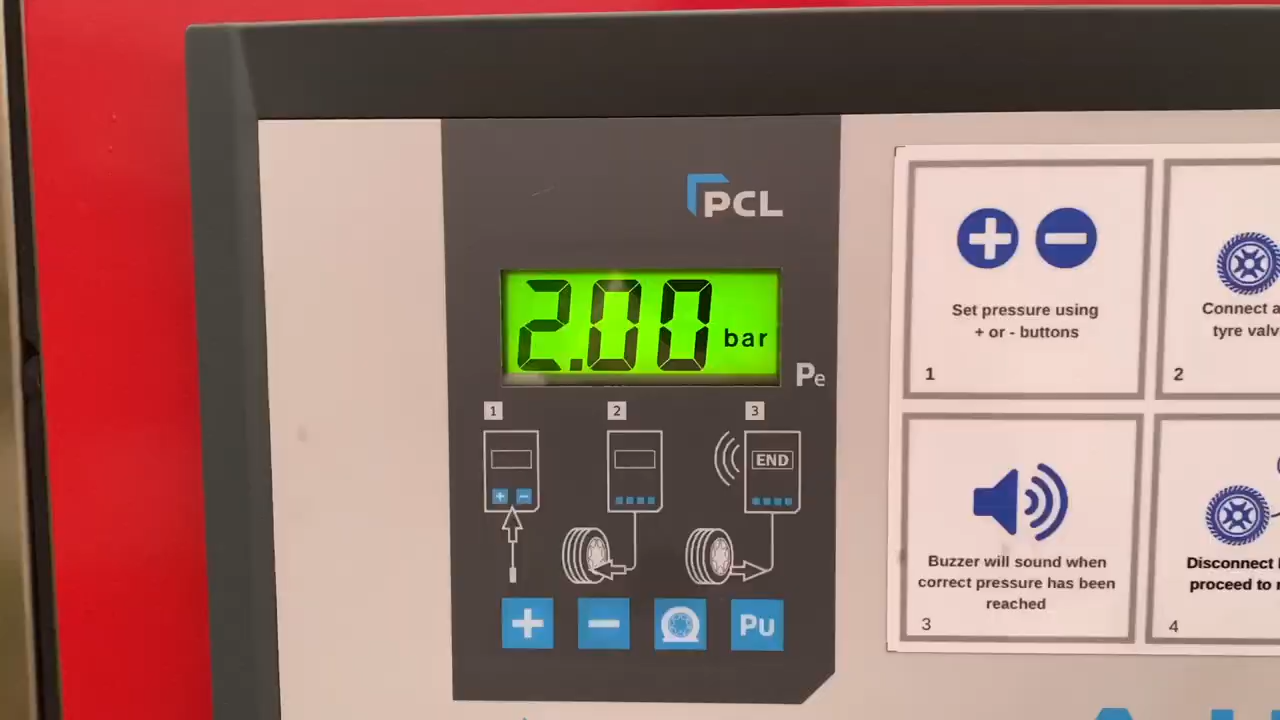 PCL
2.00 bar
Pe
1
2
3
END
+ -
Pu
Set pressure using
+ or - buttons
1
Connect a
tyre valv
2
Buzzer will sound when
correct pressure has been
reached
3
Disconnect
proceed to
4